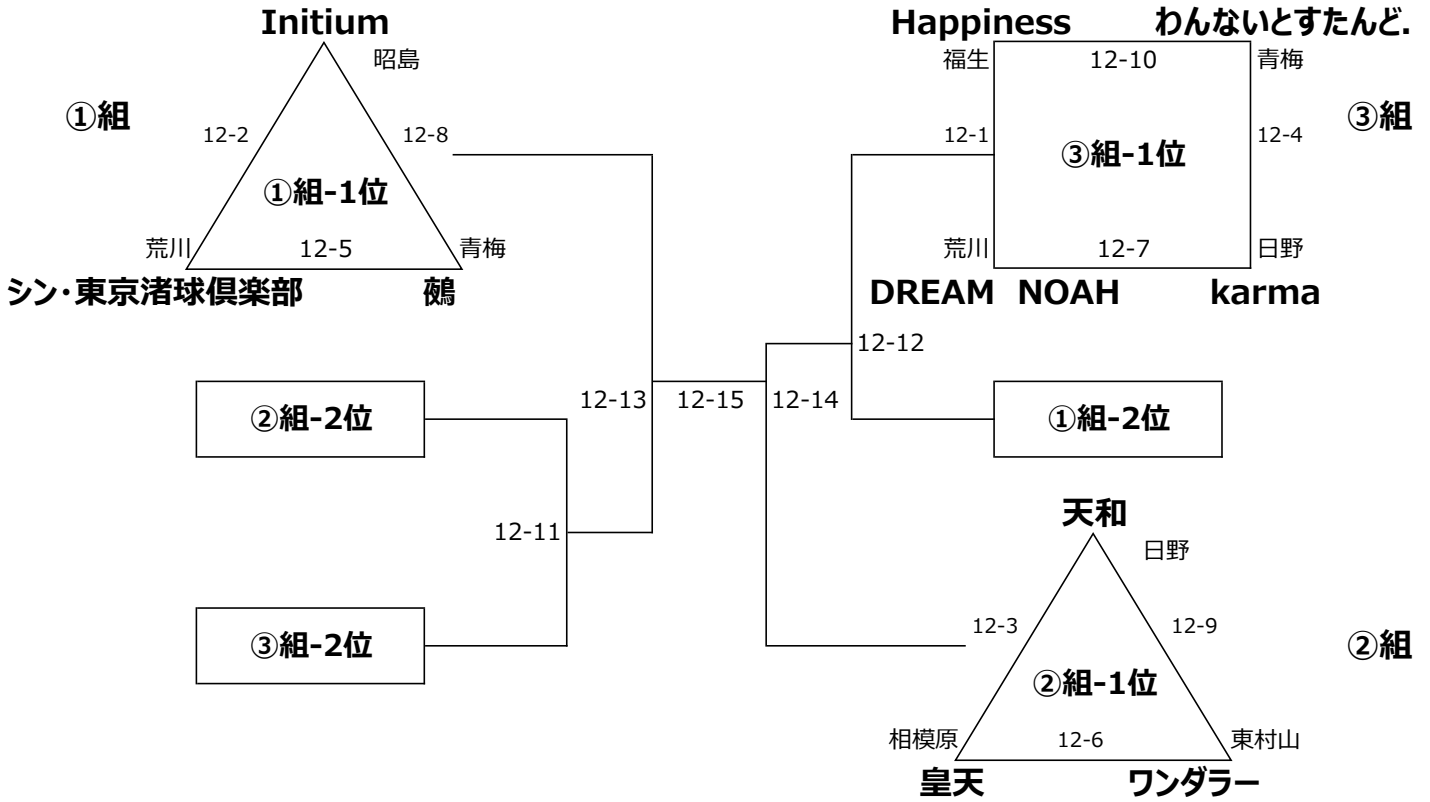 Initium
昭島
①組
12-2
12-8
①組-1位
荒川
12-5
青梅
シン・東京渚球倶楽部
鵺
Happiness
わんないとすたんど.
福生
12-10
青梅
③組
12-1
③組-1位
12-4
荒川
12-7
日野
DREAM NOAH
karma
②組-2位
12-11
③組-2位
12-13
12-15
12-14
12-12
①組-2位
天和
日野
12-3
12-9
②組
②組-1位
相模原
12-6
東村山
皇天
ワンダラー